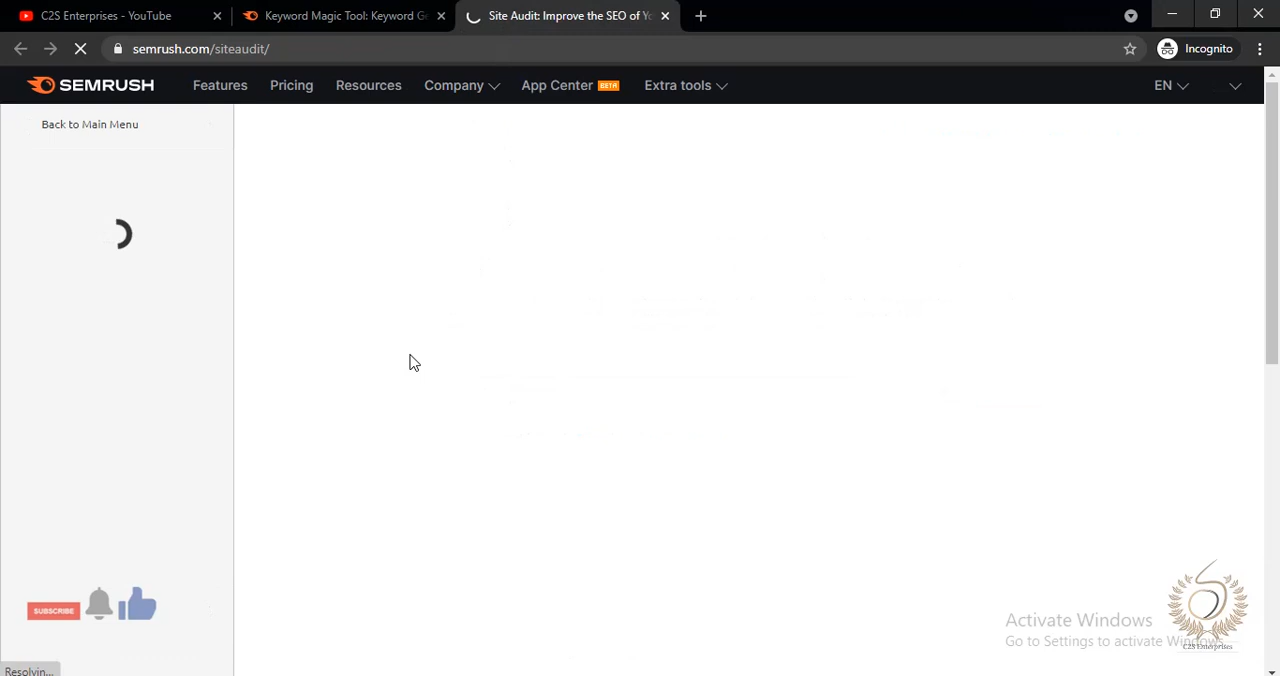 C2S Enterprises - YouTube
Keyword Magic Tool: Keyword Ge
Site Audit: Improve the SEO of Yo
semrush.com/siteaudit/
Incognito
SEMRUSH
Features
Pricing
Resources
Company
App Center BETA
Extra tools
EN
Back to Main Menu
SUBSCRIBE
Activate Windows
Go to Settings to activate Windows.
C2S Enterprises
Resolvin...